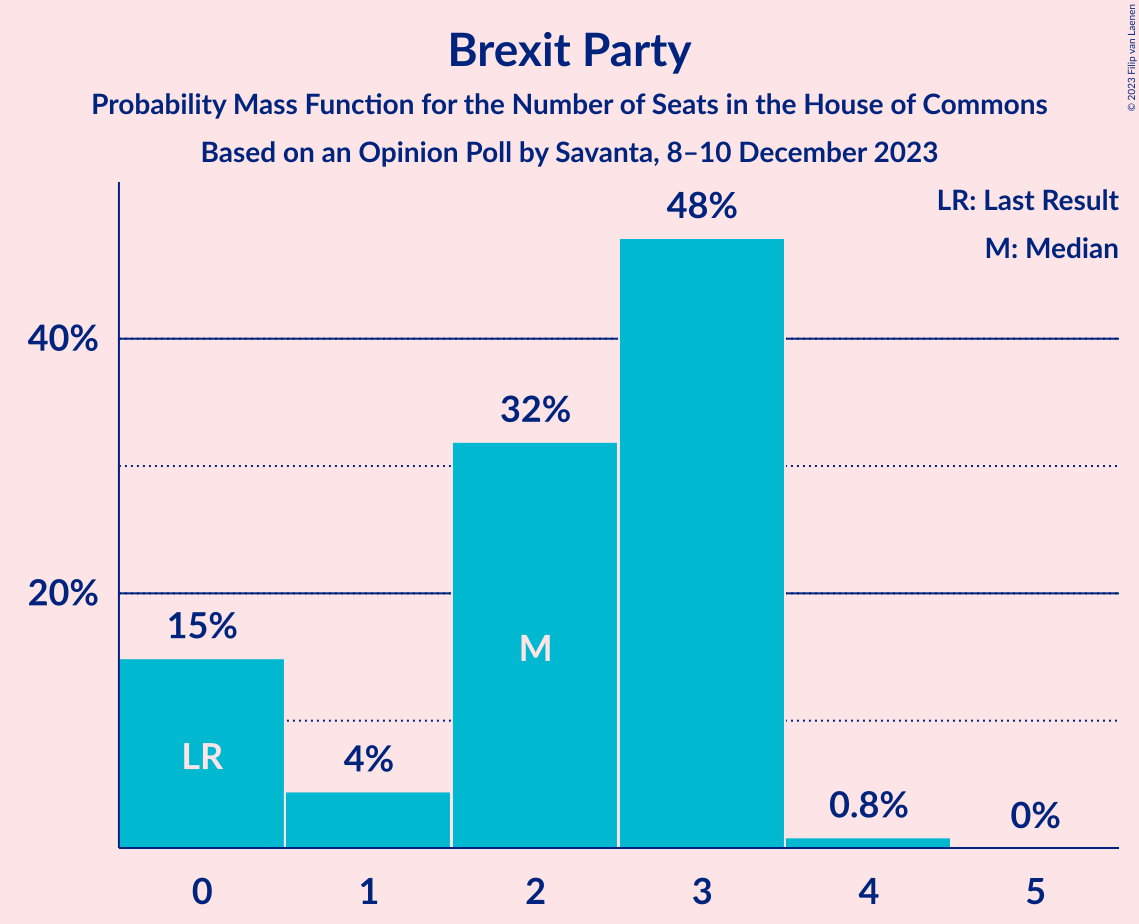 Brexit Party
Probability Mass Function for the Number of Seats in the House of Commons
Based on an Opinion Poll by Savanta, 8–10 December 2023
© 2023 Filip van Laenen
LR: Last Result
M: Median
48%
40%
32%
20%
15%
M
LR
4%
0.8%
0%
0 1 2 3 4 5